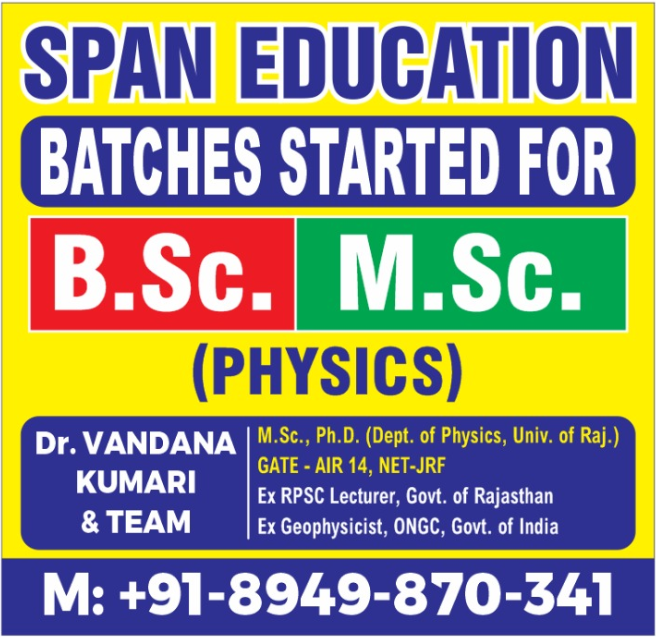 SPAN EDUCATION
BATCHES STARTED FOR
B.Sc. M.Sc.
(PHYSICS)
Dr. VANDANA
KUMARI
& TEAM
M.Sc., Ph.D. (Dept. of Physics, Univ. of Raj.)
GATE - AIR 14, NET-JRF
Ex RPSC Lecturer, Govt. of Rajasthan
Ex Geophysicist, ONGC, Govt. of India
M: +91-8949-870-341